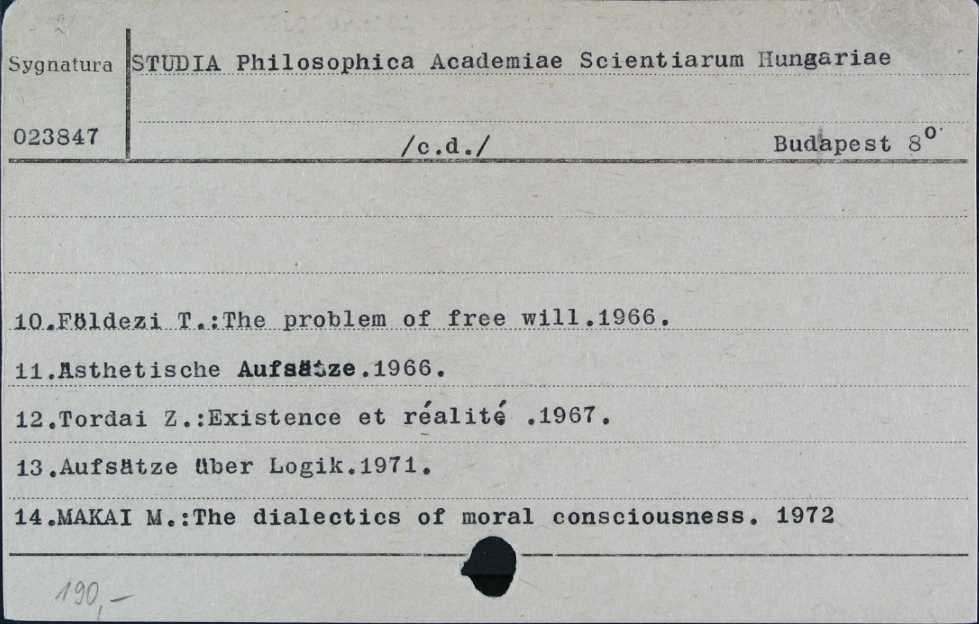 Sygnatura STUDIA Philosophica Academiae Scientiarum Hungariae
023847 /c.d./ Budapest 8°
10.Földezi T.:The problem of free will.1966.
11.Ästhetische Aufsätze.1966.
12.Tordai Z.:Existence et réalité .1967.
13.Aufsätze über Logik.1971.
14.MAKAI M.:The dialectics of moral consciousness. 1972
190,—